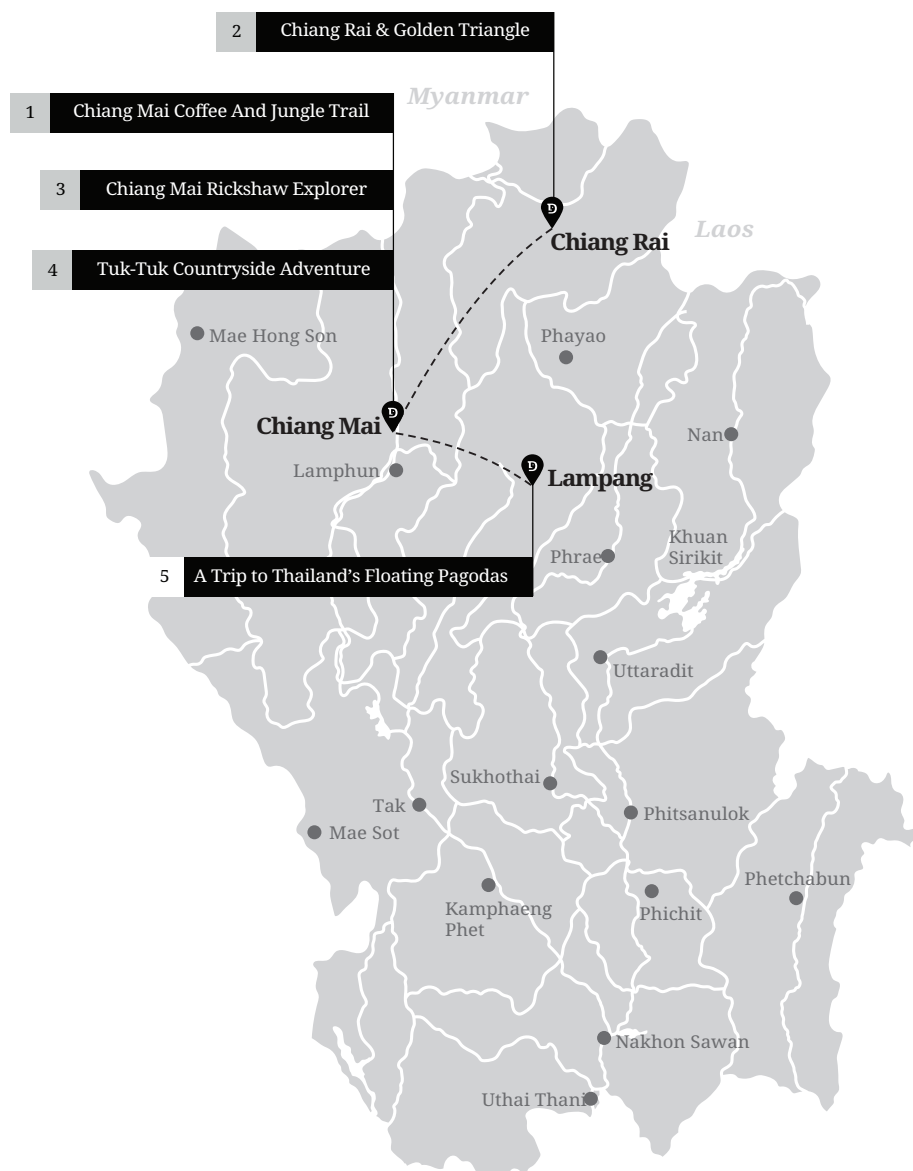 2 Chiang Rai & Golden Triangle
Myanmar
1 Chiang Mai Coffee And Jungle Trail
3 Chiang Mai Rickshaw Explorer
Laos
Chiang Rai
4 Tuk-Tuk Countryside Adventure
Mae Hong Son
Phayao
Chiang Mai
Nan
Lamphun
Lampang
Khuan
Sirikit
Phrae
5 A Trip to Thailand’s Floating Pagodas
Uttaradit
Sukhothai
Tak
Phitsanulok
Mae Sot
Phetchabun
Kamphaeng
Phet
Phichit
Nakhon Sawan
Uthai Thani